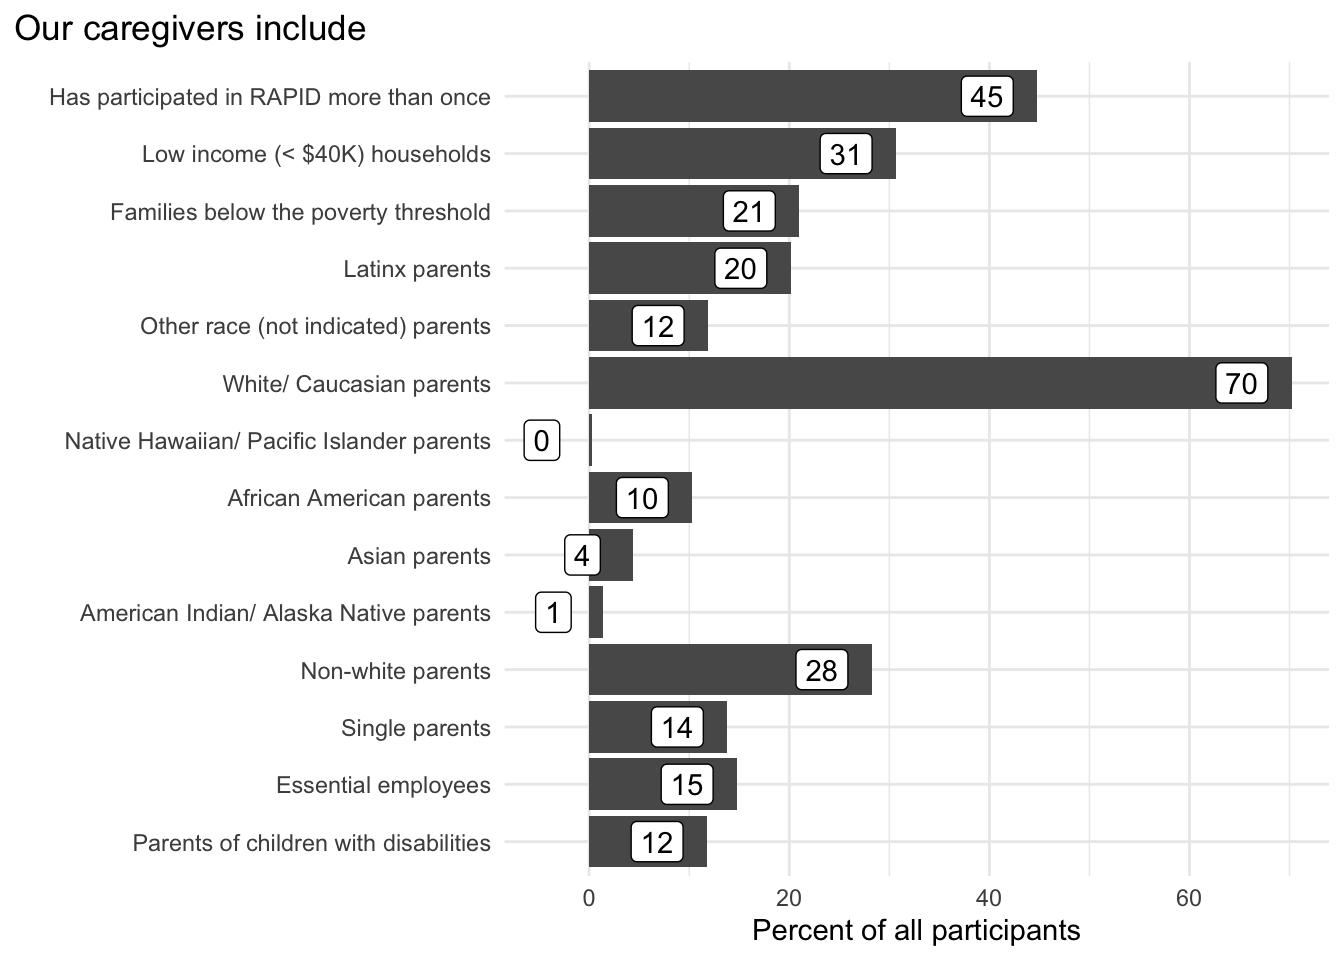 Our caregivers include
Has participated in RAPID more than once 45
Low income (< $40K) households 31
Families below the poverty threshold 21
Latinx parents 20
Other race (not indicated) parents 12
White/ Caucasian parents 70
Native Hawaiian/ Pacific Islander parents 0
African American parents 10
Asian parents 4
American Indian/ Alaska Native parents 1
Non-white parents 28
Single parents 14
Essential employees 15
Parents of children with disabilities 12
0 20 40 60
Percent of all participants